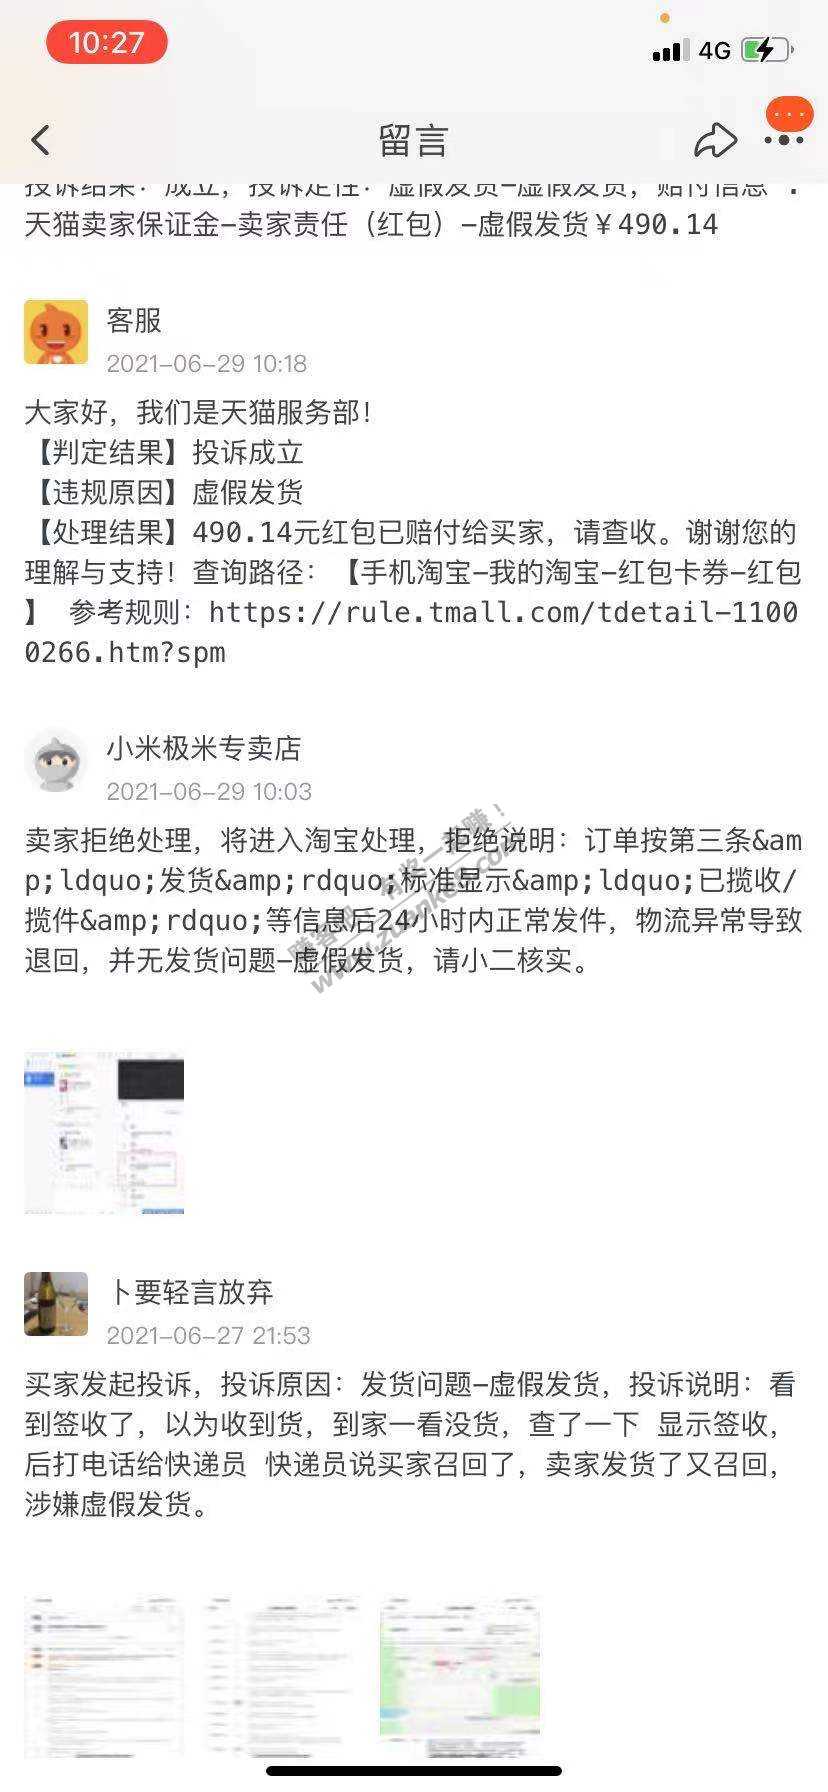 10:27
4G
留言
投诉结果：成立，投诉定性：虚假发货-虚假发货，赔付信息 ：
天猫卖家保证金-卖家责任（红包）-虚假发货￥490.14
客服
2021-06-29 10:18
大家好，我们是天猫服务部！
【判定结果】投诉成立
【违规原因】虚假发货
【处理结果】490.14元红包已赔付给买家，请查收。谢谢您的
理解与支持！查询路径：【手机淘宝-我的淘宝-红包卡券-红包
】 参考规则：https://rule.tmall.com/tdetail-1100
0266.htm?spm
小米极米专卖店
2021-06-29 10:03
卖家拒绝处理，将进入淘宝处理，拒绝说明：订单按第三条&am
p;ldquo;发货&amp;rdquo;标准显示&amp;ldquo;已揽收/
揽件&amp;rdquo;等信息后24小时内正常发件，物流异常导致
退回，并无发货问题-虚假发货，请小二核实。
赚客吧，有奖一起赚！
www.zuanke8.com
卜要轻言放弃
2021-06-27 21:53
买家发起投诉，投诉原因：发货问题-虚假发货，投诉说明：看
到签收了，以为收到货，到家一看没货，查了一下 显示签收，
后打电话给快递员 快递员说买家召回了，卖家发货了又召回，
涉嫌虚假发货。